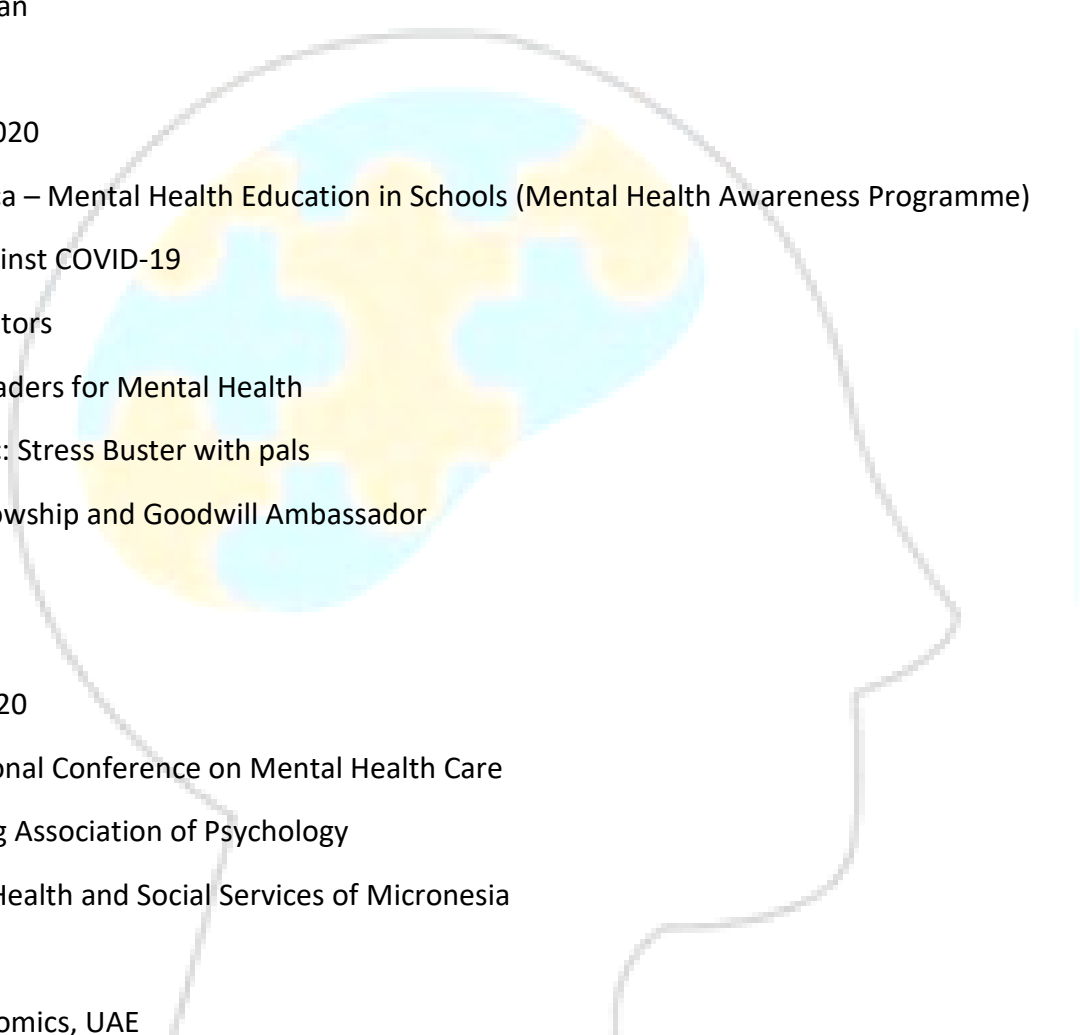 an
020
a – Mental Health Education in Schools (Mental Health Awareness Programme)
inst COVID-19
tors
aders for Mental Health
: Stress Buster with pals
owship and Goodwill Ambassador
20
onal Conference on Mental Health Care
g Association of Psychology
Health and Social Services of Micronesia
omics, UAE